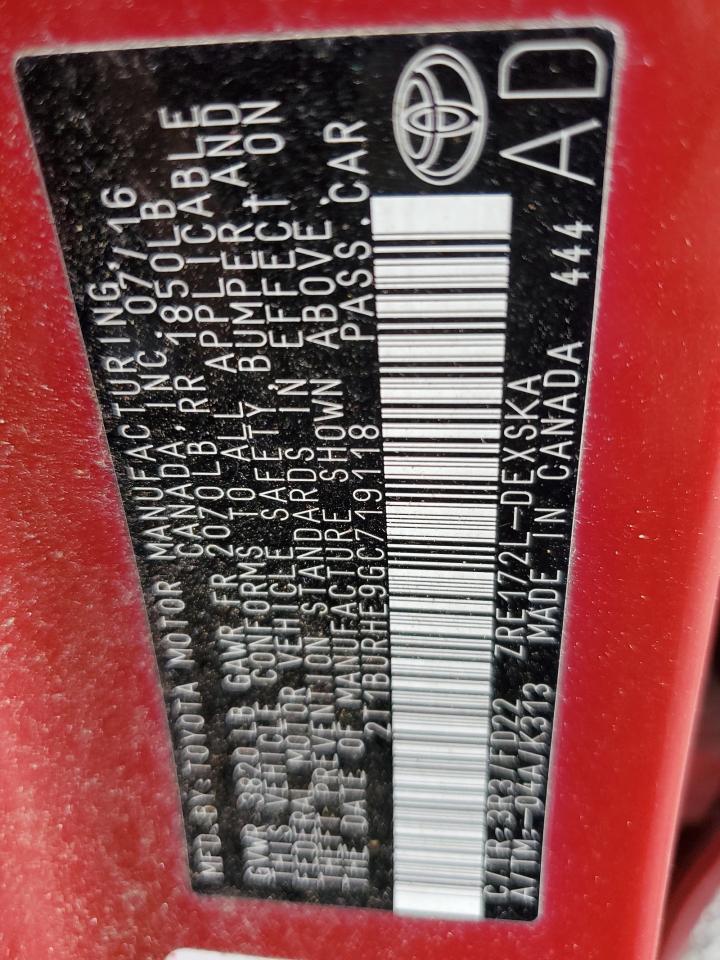 MFD. BY: TOYOTA MOTOR MANUFACTURING
CANADA, INC. 07/16
GVWR 3820LB GAWR FR 2070LB RR 1850LB
THIS VEHICLE CONFORMS TO ALL APPLICABLE
FEDERAL MOTOR VEHICLE SAFETY, BUMPER AND
THEFT PREVENTION STANDARDS IN EFFECT ON
THE DATE OF MANUFACTURE SHOWN ABOVE.
2T1BURHE9GC719118 PASS. CAR
C/TR: 3R3/FD22 ZRE172L-DEXSKA
A/TM: -04A/K313 MADE IN CANADA 444
AD